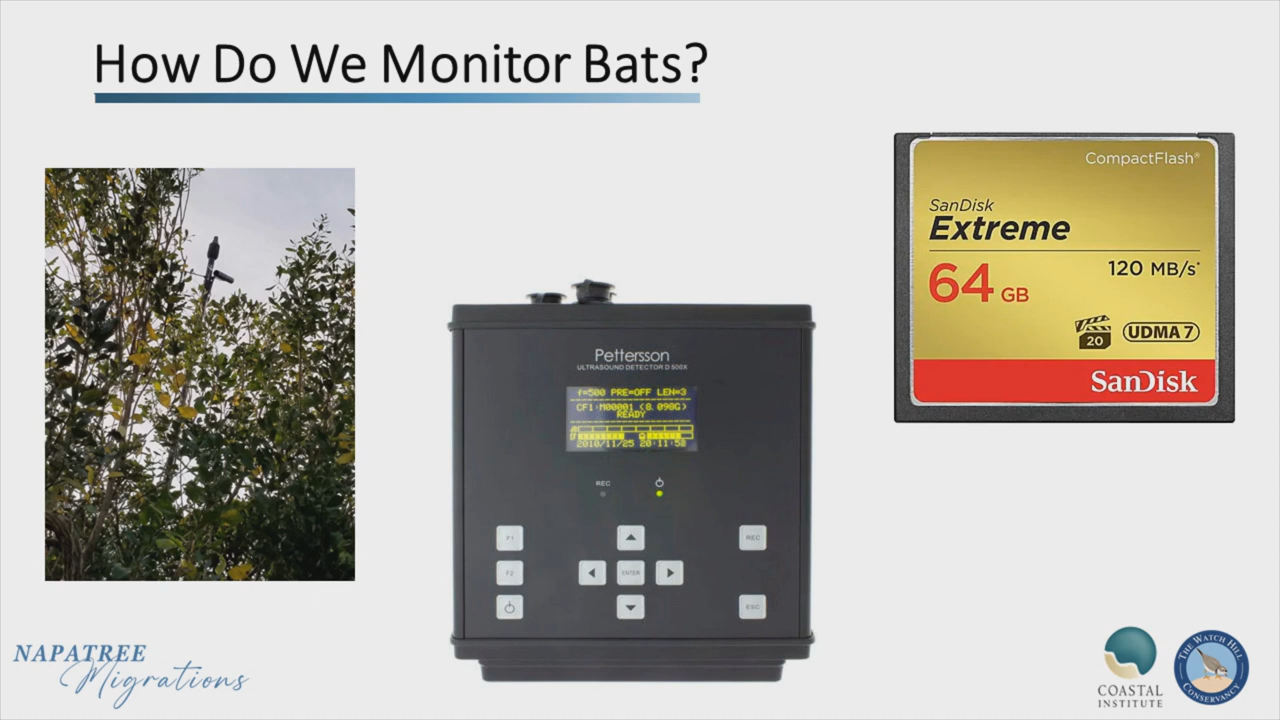 How Do We Monitor Bats?
CompactFlash®
SanDisk
Extreme
120 MB/s*
64 GB
20
UDMA 7
SanDisk
Pettersson
ULTRASOUND DETECTOR D 500X
f=500 PRE=OFF LEN=3
CF1:M00001 (8.098G)
READY
2010/11/25 20:11:58
REC
F1
REC
F2
ENTER
ESC
NAPATREE
Migrations
COASTAL
INSTITUTE
THE WATCH HILL
CONSERVANCY